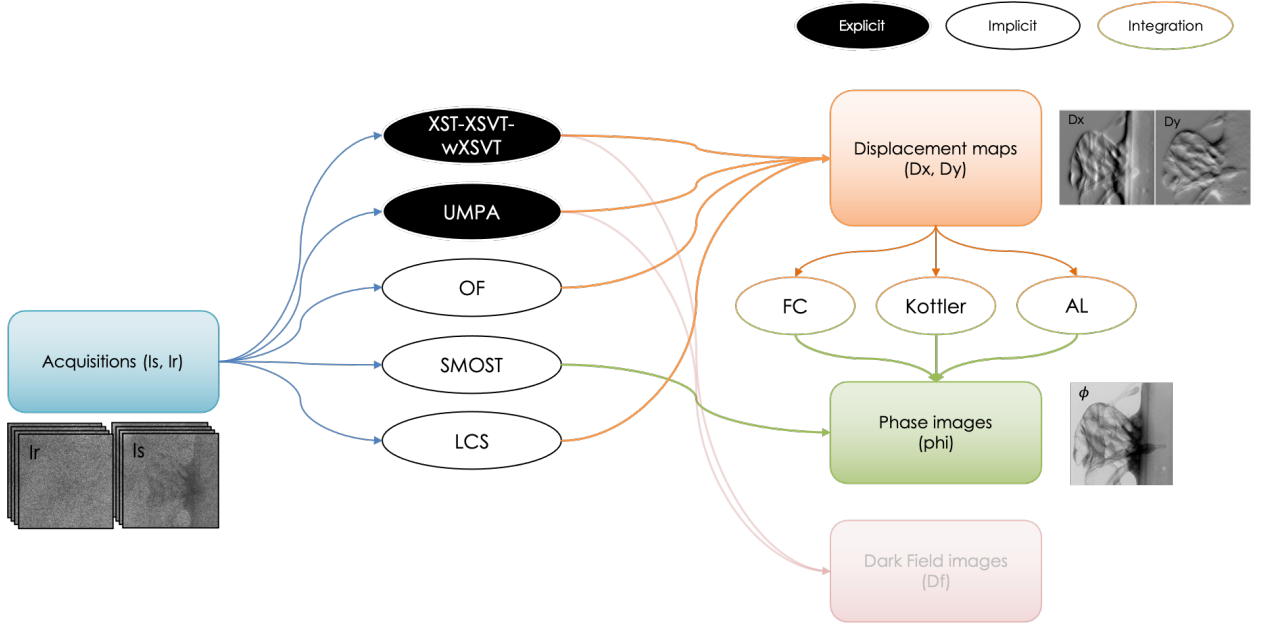 Explicit
Implicit
Integration
XST-XSVT-
wXSVT
UMPA
OF
SMOST
LCS
Acquisitions (Is, Ir)
Ir
Is
Displacement maps
(Dx, Dy)
Dx
Dy
FC
Kottler
AL
Phase images
(phi)
ϕ
Dark Field images
(Df)